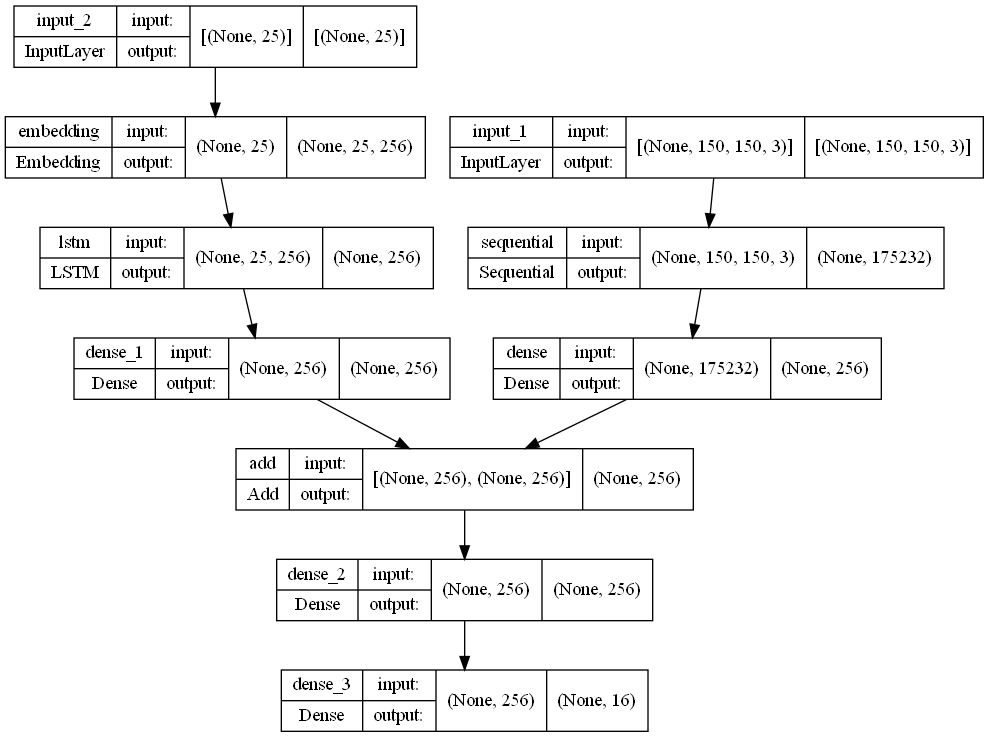 input_2 input: [(None, 25)] [(None, 25)]
InputLayer output:
embedding input: (None, 25) (None, 25, 256)
Embedding output:
input_1 input: [(None, 150, 150, 3)] [(None, 150, 150, 3)]
InputLayer output:
lstm input: (None, 25, 256) (None, 256)
LSTM output:
sequential input: (None, 150, 150, 3) (None, 175232)
Sequential output:
dense_1 input: (None, 256) (None, 256)
Dense output:
dense input: (None, 175232) (None, 256)
Dense output:
add input: [(None, 256), (None, 256)] (None, 256)
Add output:
dense_2 input: (None, 256) (None, 256)
Dense output:
dense_3 input: (None, 256) (None, 16)
Dense output: